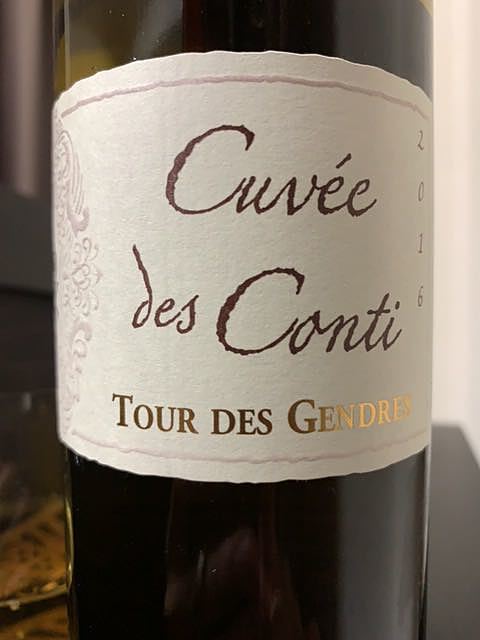 Cuvée
des Conti
TOUR DES GENDRES
2016